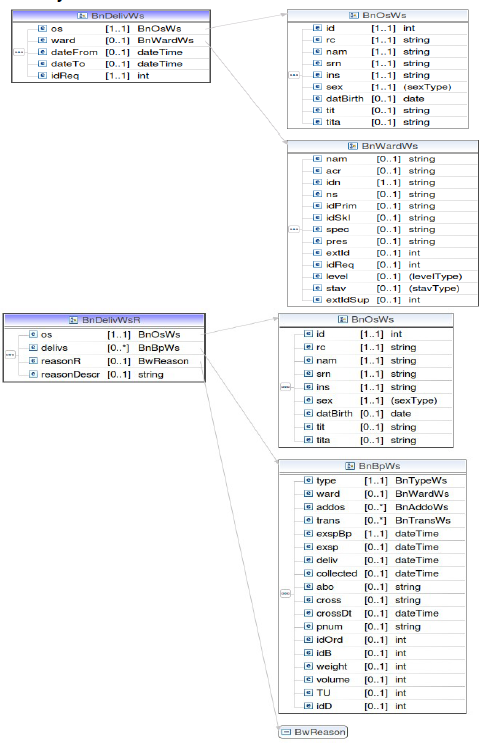 BnDelivWs
os [1..1] BnOsWs
ward [0..1] BnWardWs
dateFrom [0..1] dateTime
dateTo [0..1] dateTime
idReq [1..1] int
BnOsWs
id [1..1] int
rc [1..1] string
nam [1..1] string
srn [1..1] string
ins [1..1] string
sex [1..1] (sexType)
datBirth [0..1] date
tit [0..1] string
tita [0..1] string
BnWardWs
nam [0..1] string
acr [0..1] string
idn [1..1] string
ns [0..1] string
idPrim [0..1] string
idSkl [0..1] string
spec [0..1] string
pres [0..1] string
extId [0..1] int
idReq [0..1] int
level [0..1] (levelType)
stav [0..1] (stavType)
extIdSup [0..1] int
BnDelivWsR
os [1..1] BnOsWs
delivs [0..*] BnBpWs
reasonR [0..1] BwReason
reasonDescr [0..1] string
BnOsWs
id [1..1] int
rc [1..1] string
nam [1..1] string
srn [1..1] string
ins [1..1] string
sex [1..1] (sexType)
datBirth [0..1] date
tit [0..1] string
tita [0..1] string
BnBpWs
type [1..1] BnTypeWs
ward [0..1] BnWardWs
addos [0..*] BnAddoWs
trans [0..*] BnTransWs
exspBp [1..1] dateTime
exsp [0..1] dateTime
deliv [0..1] dateTime
collected [0..1] dateTime
abo [0..1] string
cross [0..1] string
crossDt [0..1] dateTime
pnum [0..1] string
idOrd [0..1] int
idB [0..1] int
weight [0..1] int
volume [0..1] int
TU [0..1] int
idD [0..1] int
BwReason